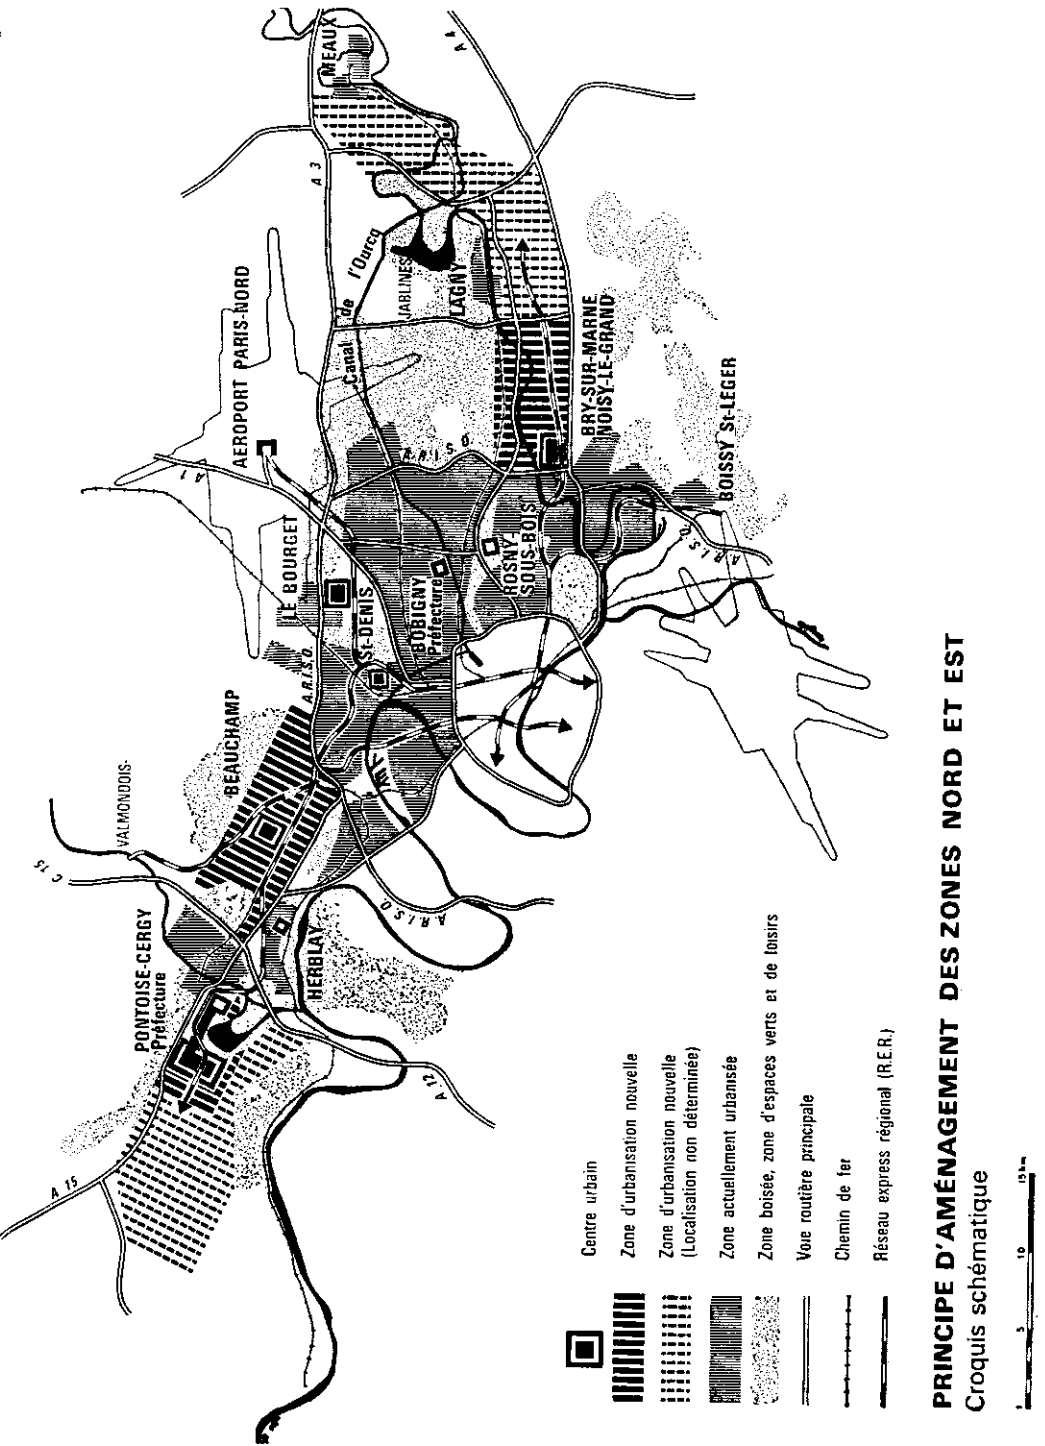 MEAUX
A 4
A 3
AEROPORT PARIS-NORD
Canal de l'Ourcq
JABLINES
LAGNY
A 1
LE BOURGET
A.R.I.S.O.
BRY-SUR-MARNE
NOISY-LE-GRAND
BOISSY St-LEGER
A.R.I.S.O.
ROSNY-
SOUS-BOIS
BOBIGNY
Préfecture
St-DENIS
A.R.I.S.O.
BEAUCHAMP
VALMONDOIS
C 15
PONTOISE-CERGY
Préfecture
HERBLAY
A.R.I.S.O.
A 15
A 12
Centre urbain
Zone d'urbanisation nouvelle
Zone d'urbanisation nouvelle
(Localisation non déterminée)
Zone actuellement urbanisée
Zone boisée, zone d'espaces verts et de loisirs
Voie routière principale
Chemin de fer
Réseau express régional (R.E.R.)
PRINCIPE D'AMÉNAGEMENT DES ZONES NORD ET EST
Croquis schématique
5 10 15 km